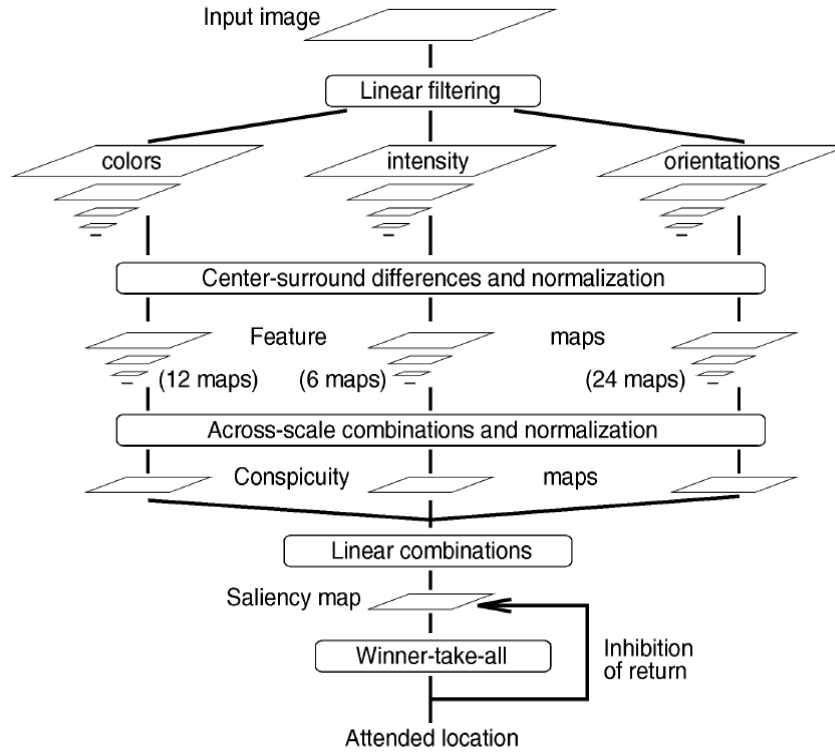 Input image
Linear filtering
colors intensity orientations
Center-surround differences and normalization
Feature maps
(12 maps) (6 maps) (24 maps)
Across-scale combinations and normalization
Conspicuity maps
Linear combinations
Saliency map
Winner-take-all
Inhibition
of return
Attended location